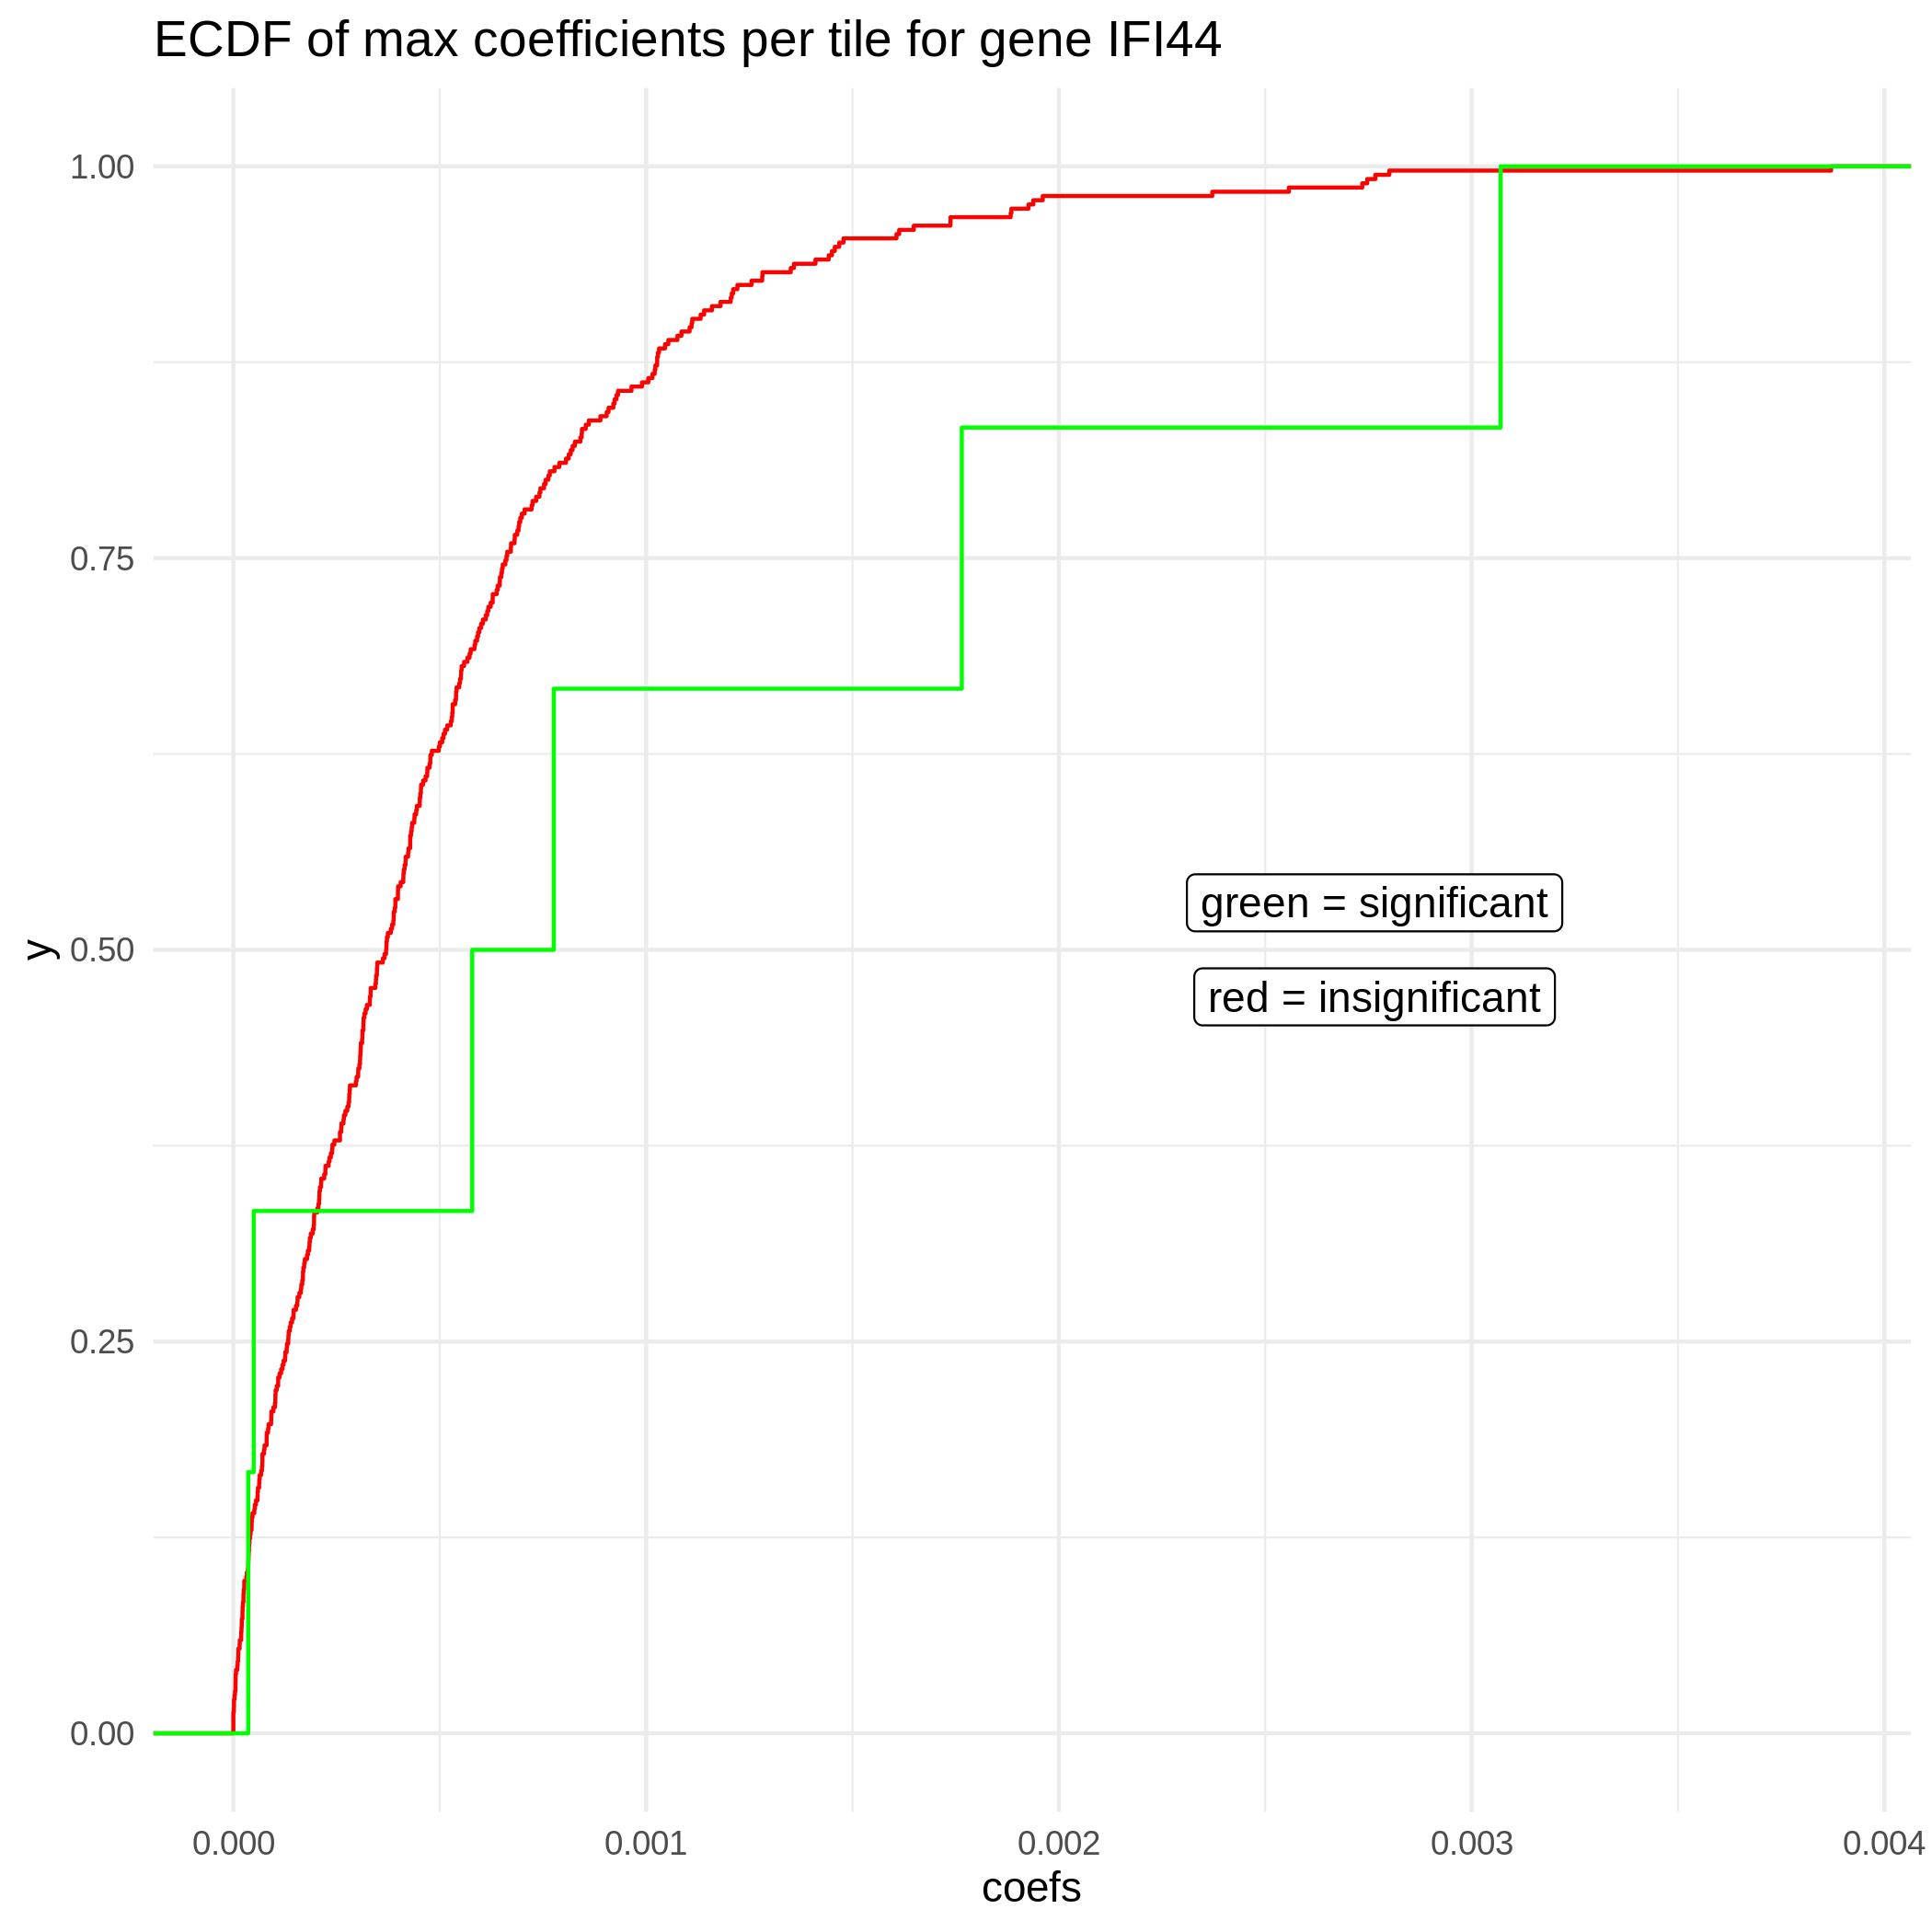 ECDF of max coefficients per tile for gene IFI44
1.00
0.75
0.50
0.25
0.00
y
green = significant
red = insignificant
0.000
0.001
0.002
0.003
0.004
coefs